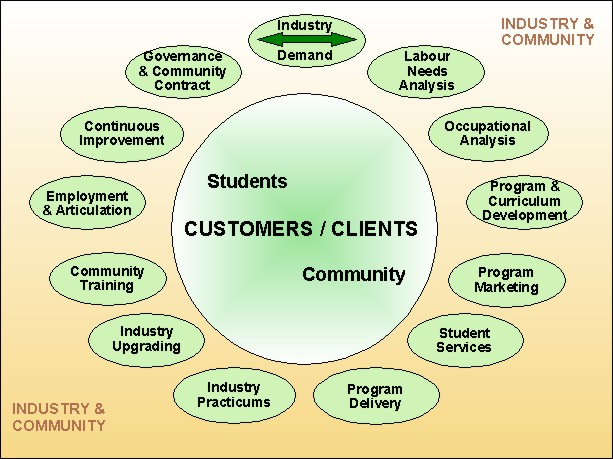 INDUSTRY &
COMMUNITY
Industry
Demand
Labour
Needs
Analysis
Occupational
Analysis
Program &
Curriculum
Development
Program
Marketing
Student
Services
Program
Delivery
Industry
Practicums
Industry
Upgrading
Community
Training
Employment
& Articulation
Continuous
Improvement
Governance
& Community
Contract
Students
CUSTOMERS / CLIENTS
Community
INDUSTRY &
COMMUNITY